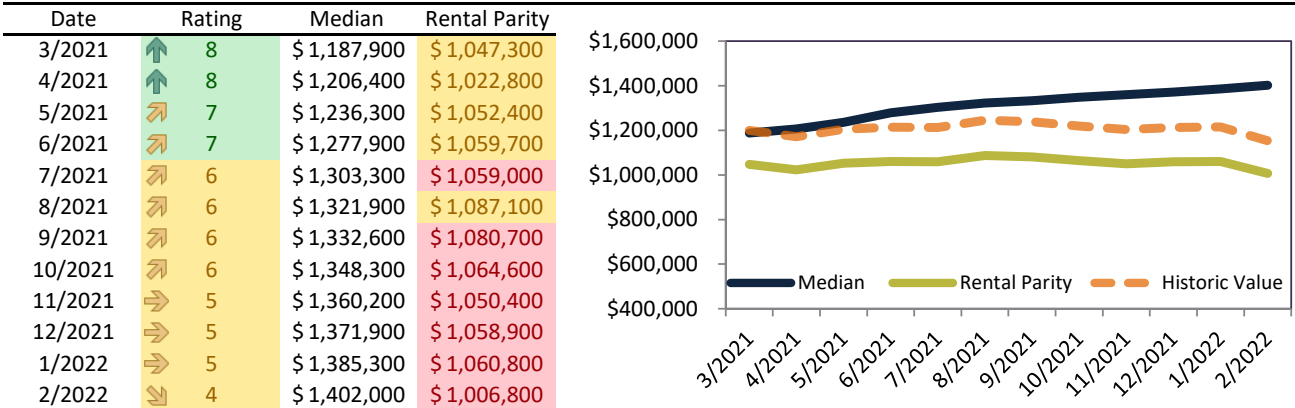 Date Rating Median Rental Parity
3/2021 8 $ 1,187,900 $ 1,047,300
4/2021 8 $ 1,206,400 $ 1,022,800
5/2021 7 $ 1,236,300 $ 1,052,400
6/2021 7 $ 1,277,900 $ 1,059,700
7/2021 6 $ 1,303,300 $ 1,059,000
8/2021 6 $ 1,321,900 $ 1,087,100
9/2021 6 $ 1,332,600 $ 1,080,700
10/2021 6 $ 1,348,300 $ 1,064,600
11/2021 5 $ 1,360,200 $ 1,050,400
12/2021 5 $ 1,371,900 $ 1,058,900
1/2022 5 $ 1,385,300 $ 1,060,800
2/2022 4 $ 1,402,000 $ 1,006,800
$1,600,000
$1,400,000
$1,200,000
$1,000,000
$800,000
$600,000
$400,000
Median Rental Parity Historic Value
3/2021 4/2021 5/2021 6/2021 7/2021 8/2021 9/2021 10/2021 11/2021 12/2021 1/2022 2/2022